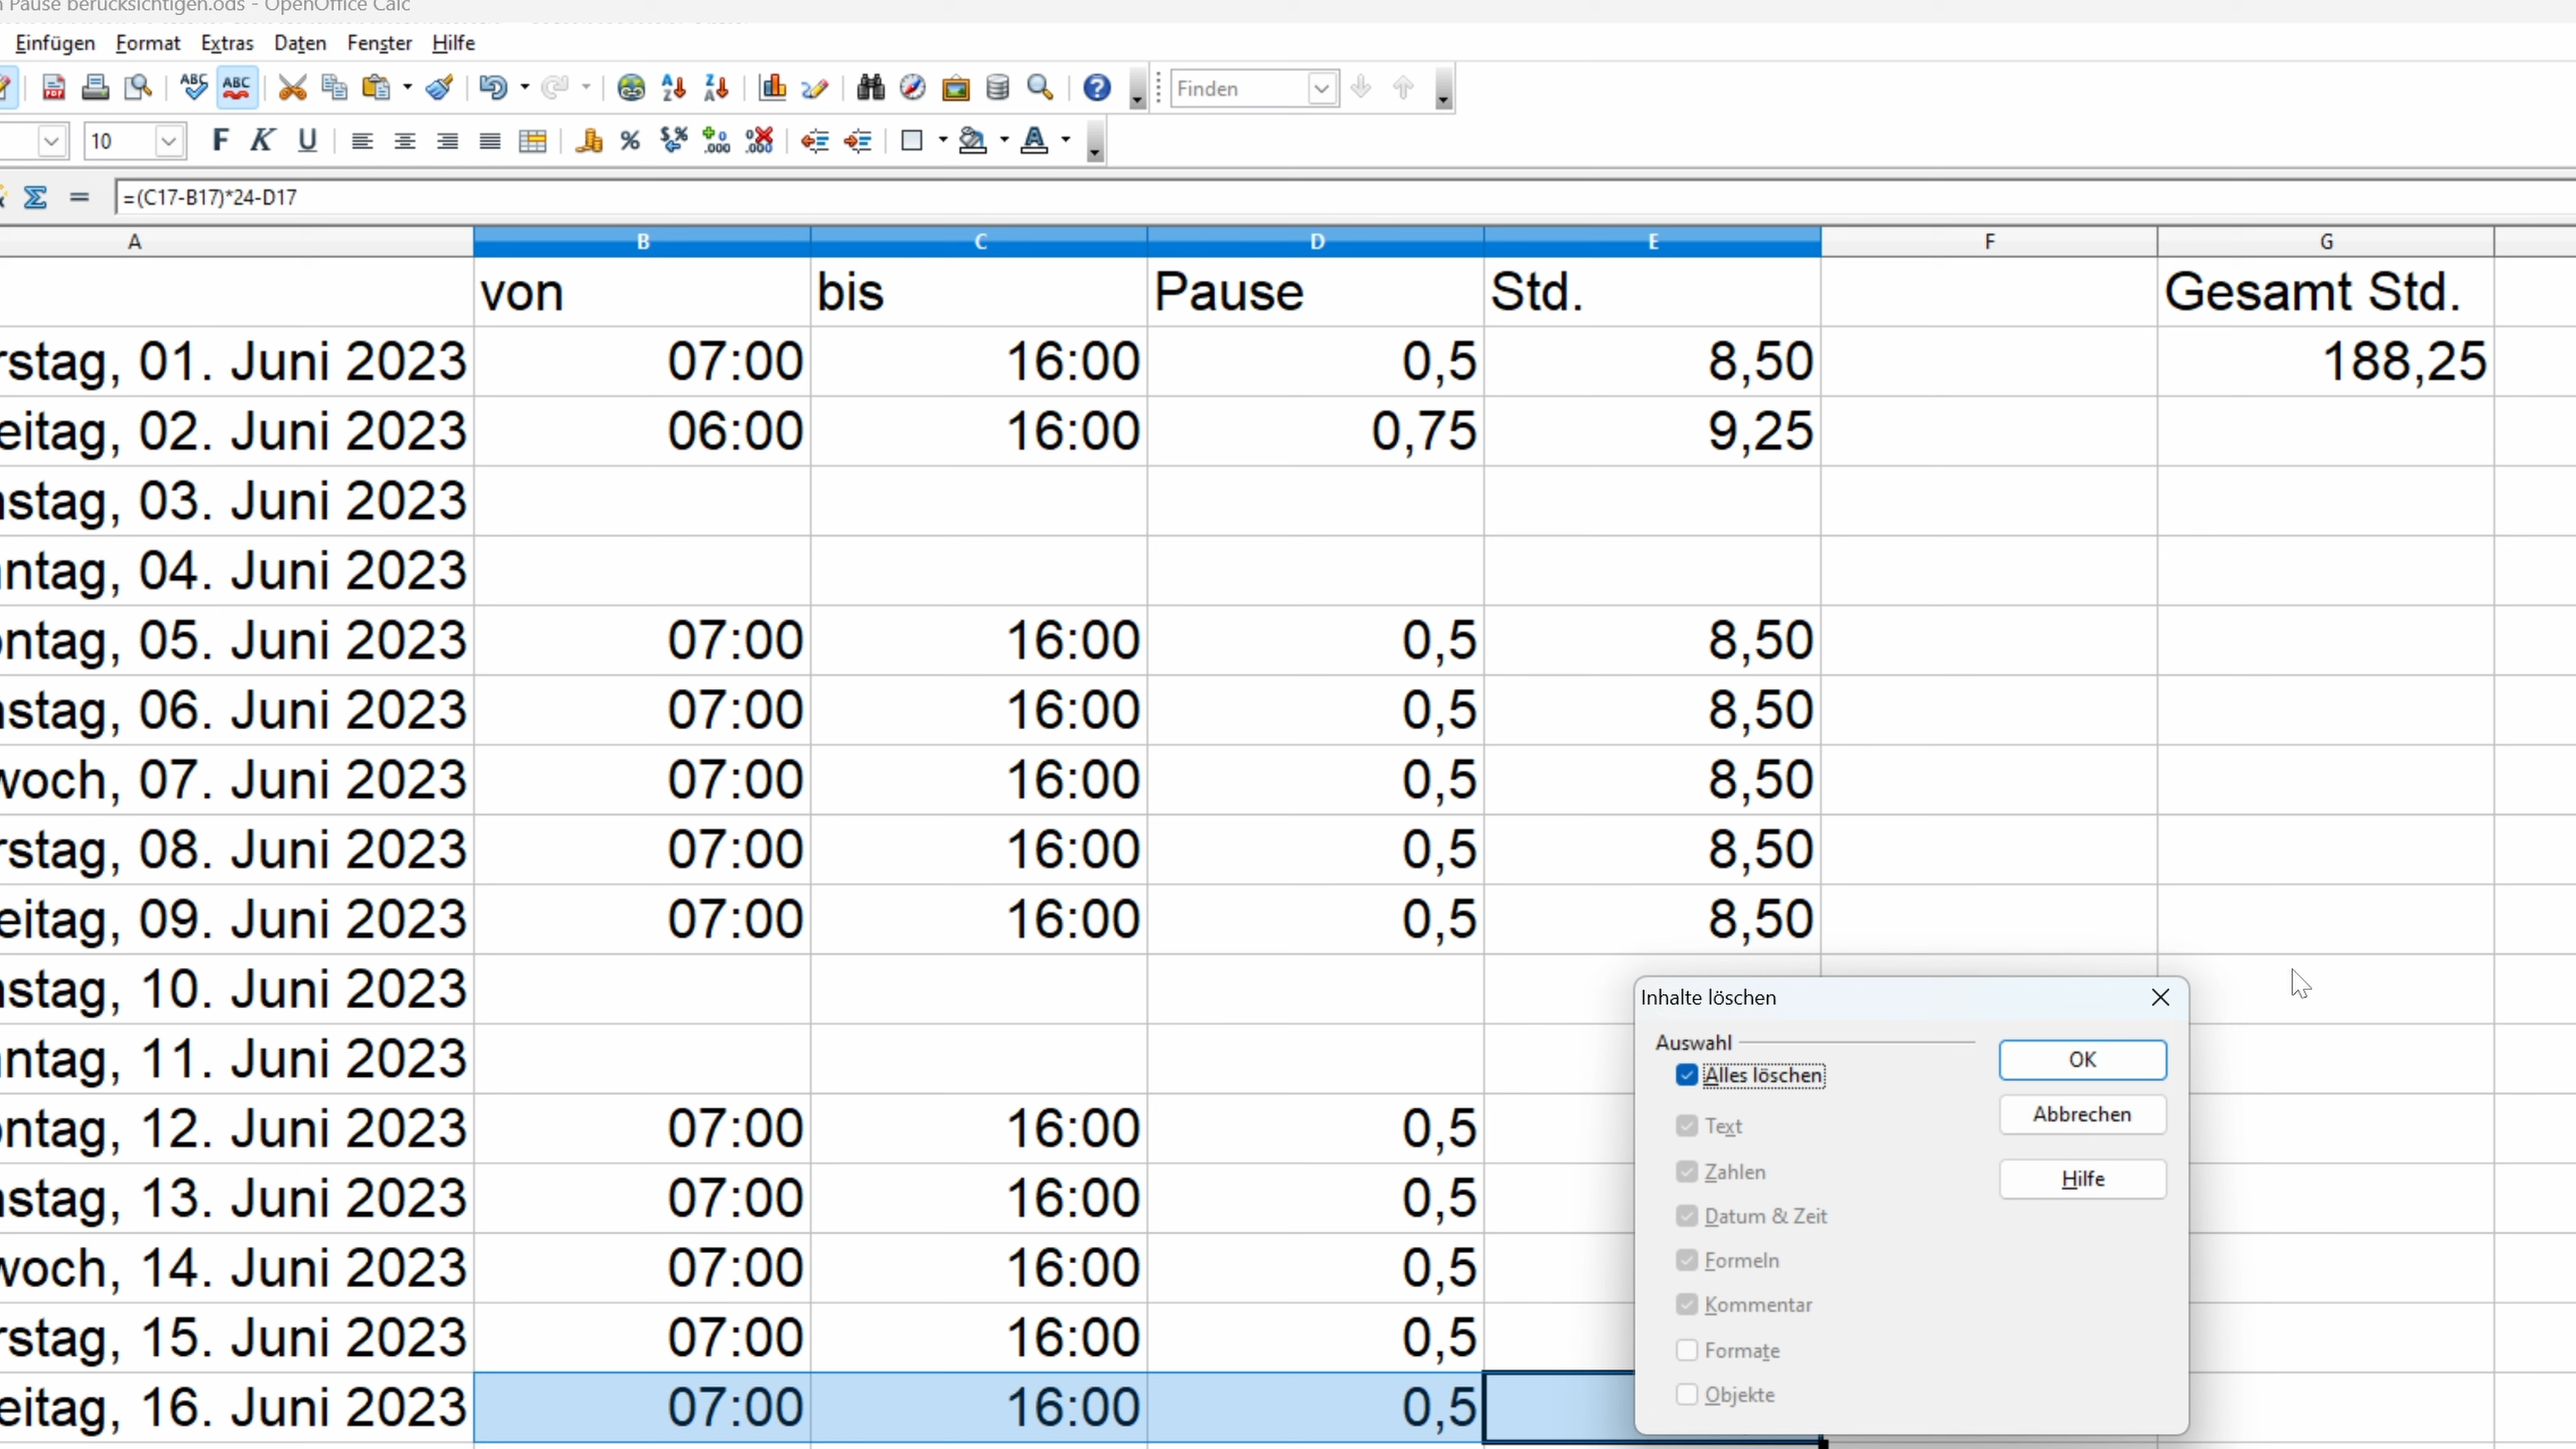 Pause berücksichtigen.ods - OpenOffice Calc
Einfügen Format Extras Daten Fenster Hilfe
ABC ABC Finden
10 F K U
=(C17-B17)*24-D17
A B C D E F G
von bis Pause Std. Gesamt Std.
rstag, 01. Juni 2023 07:00 16:00 0,5 8,50 188,25
eitag, 02. Juni 2023 06:00 16:00 0,75 9,25
stag, 03. Juni 2023
ntag, 04. Juni 2023
ntag, 05. Juni 2023 07:00 16:00 0,5 8,50
stag, 06. Juni 2023 07:00 16:00 0,5 8,50
woch, 07. Juni 2023 07:00 16:00 0,5 8,50
rstag, 08. Juni 2023 07:00 16:00 0,5 8,50
eitag, 09. Juni 2023 07:00 16:00 0,5 8,50
stag, 10. Juni 2023
ntag, 11. Juni 2023
ntag, 12. Juni 2023 07:00 16:00 0,5
stag, 13. Juni 2023 07:00 16:00 0,5
woch, 14. Juni 2023 07:00 16:00 0,5
rstag, 15. Juni 2023 07:00 16:00 0,5
eitag, 16. Juni 2023 07:00 16:00 0,5
Inhalte löschen
Auswahl
Alles löschen
Text
Zahlen
Datum & Zeit
Formeln
Kommentar
Formate
Objekte
OK
Abbrechen
Hilfe